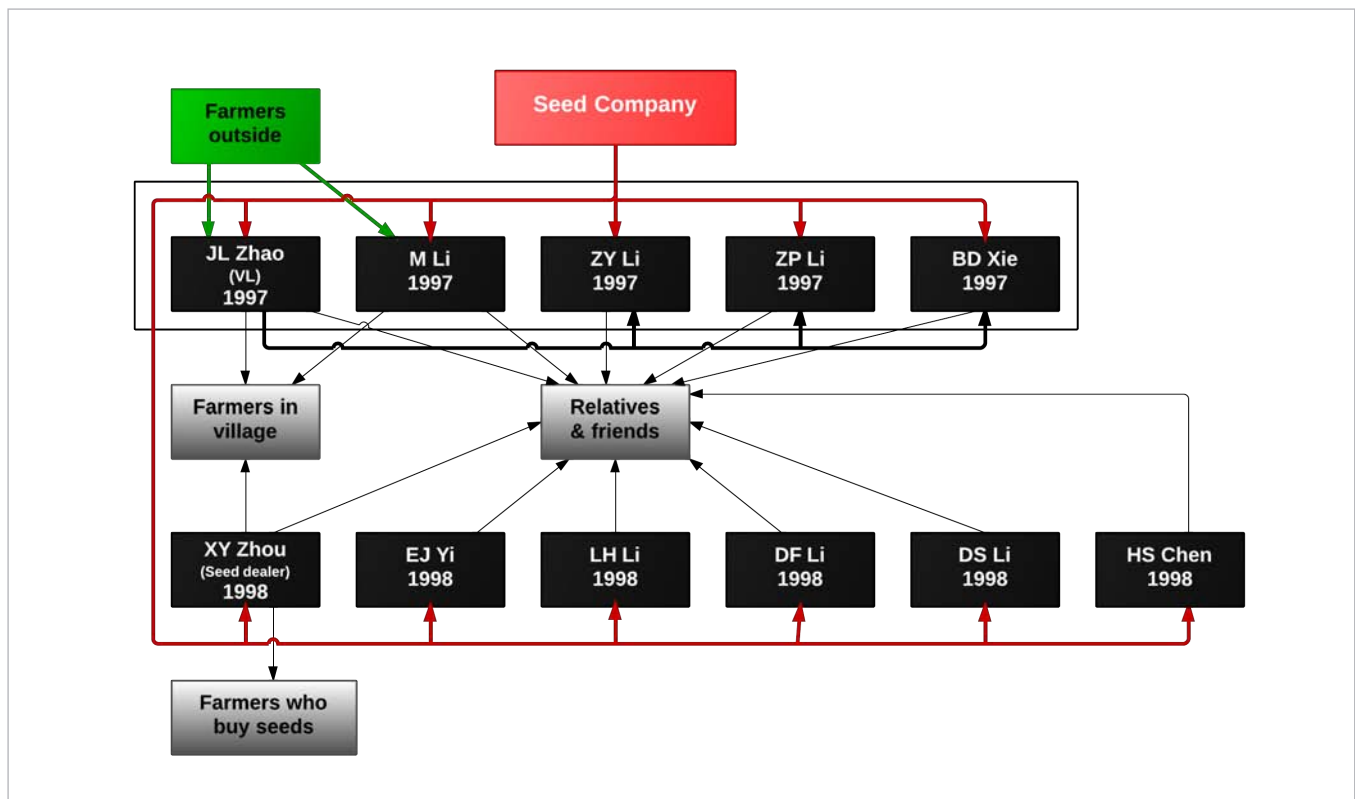 Farmers
outside
Seed Company
JL Zhao
(VL)
1997
M Li
1997
ZY Li
1997
ZP Li
1997
BD Xie
1997
Farmers in
village
Relatives
& friends
XY Zhou
(Seed dealer)
1998
EJ Yi
1998
LH Li
1998
DF Li
1998
DS Li
1998
HS Chen
1998
Farmers who
buy seeds